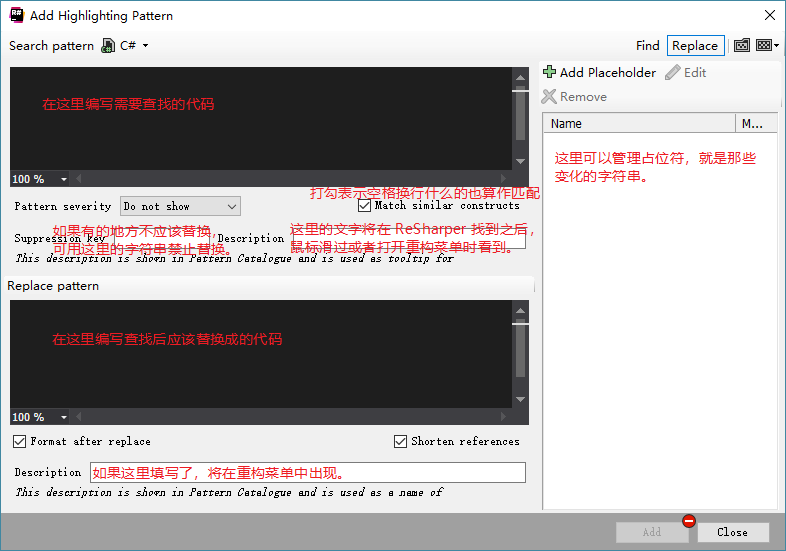 R#
Add Highlighting Pattern
Search pattern C# Find Replace
在这里编写需要查找的代码
100 %
Add Placeholder Edit
Remove
Name M...
这里可以管理占位符，就是那些
变化的字符串。
打勾表示空格换行什么的也算作匹配
Pattern severity Do not show Match similar constructs
如果有的地方不应该替换，
可用这里的字符串禁止替换。
Suppression key Description
这里的文字将在 ReSharper 找到之后，
鼠标滑过或者打开重构菜单时看到。
This description is shown in Pattern Catalogue and is used as tooltip for
Replace pattern
在这里编写查找后应该替换成的代码
100 %
Format after replace Shorten references
Description 如果这里填写了，将在重构菜单中出现。
This description is shown in Pattern Catalogue and is used as a name of
Add Close